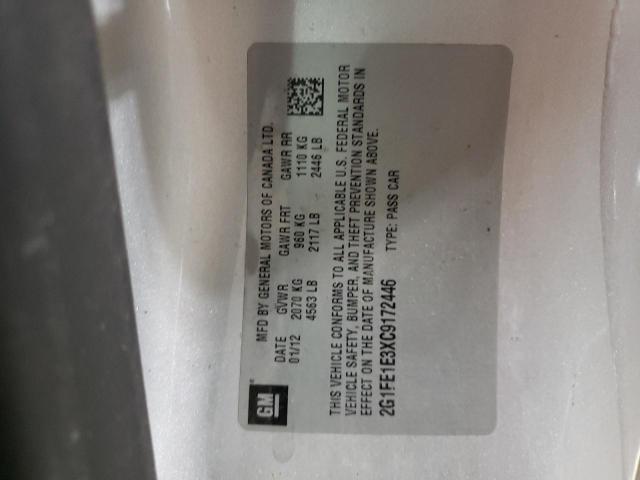 GM
MFD BY GENERAL MOTORS OF CANADA LTD.
DATE GVWR GAWR FRT GAWR RR
01/12 2070 KG 960 KG 1110 KG
4563 LB 2117 LB 2446 LB
THIS VEHICLE CONFORMS TO ALL APPLICABLE U.S. FEDERAL MOTOR
VEHICLE SAFETY, BUMPER, AND THEFT PREVENTION STANDARDS IN
EFFECT ON THE DATE OF MANUFACTURE SHOWN ABOVE.
2G1FE1E3XC9172446 TYPE: PASS CAR